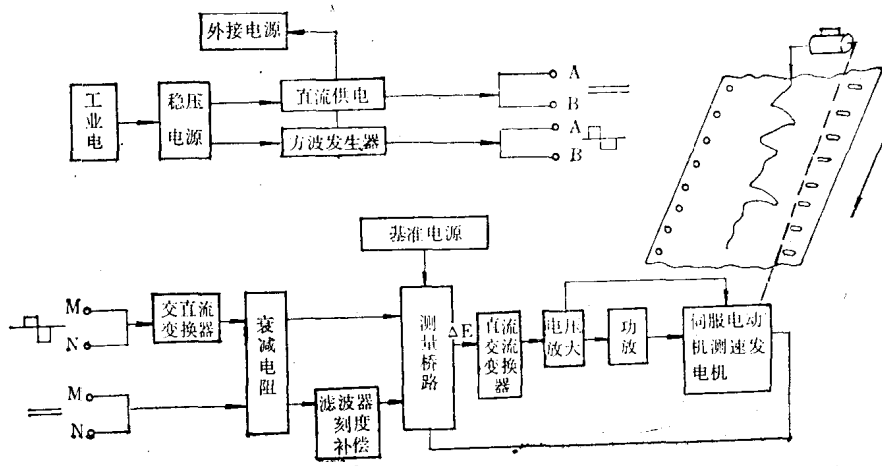 外接电源
工
业
电
稳压
电源
直流供电
方波发生器
A
B
A
B
基准电源
M
N
交直流
变换器
衰
减
电
阻
M
N
滤波器
刻度
补偿
测
量
桥
路
ΔE
直流
交流
变换
器
电压
放大
功
放
伺服电动
机测速发
电机